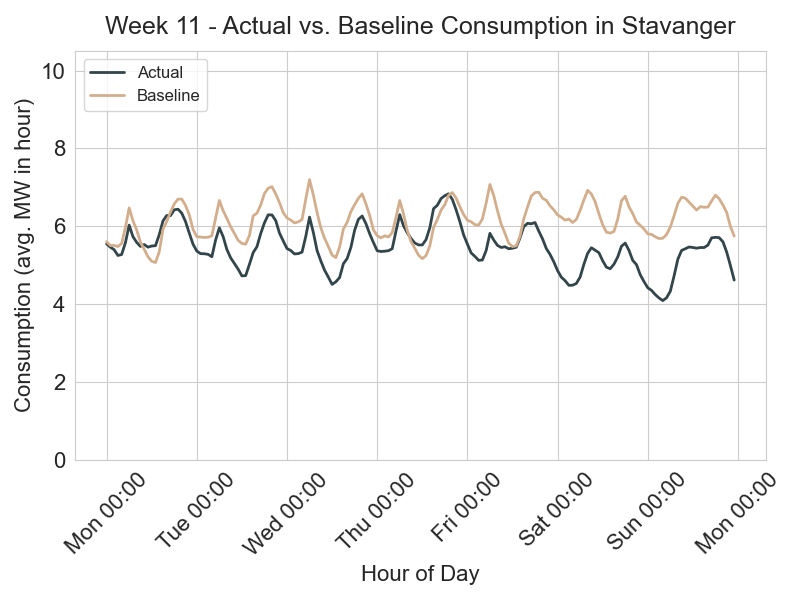 Week 11 - Actual vs. Baseline Consumption in Stavanger
Actual
Baseline
Consumption (avg. MW in hour)
10
8
6
4
2
0
Mon 00:00
Tue 00:00
Wed 00:00
Thu 00:00
Fri 00:00
Sat 00:00
Sun 00:00
Mon 00:00
Hour of Day